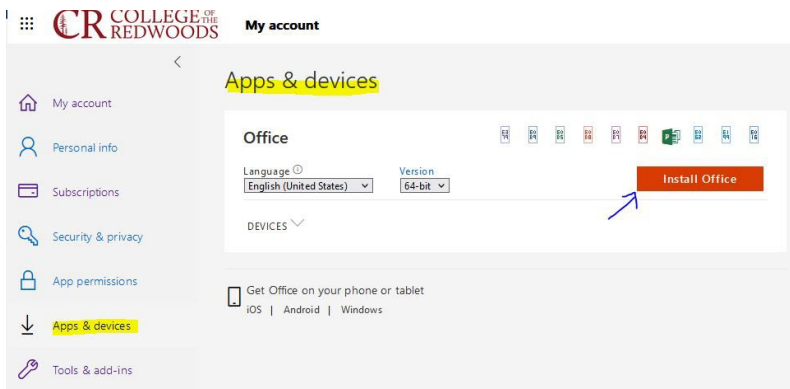 CR COLLEGE OF THE REDWOODS
My account
My account
Personal info
Subscriptions
Security & privacy
App permissions
Apps & devices
Tools & add-ins
Apps & devices
Office
Language
Version
English (United States)
64-bit
Install Office
DEVICES
Get Office on your phone or tablet
iOS | Android | Windows